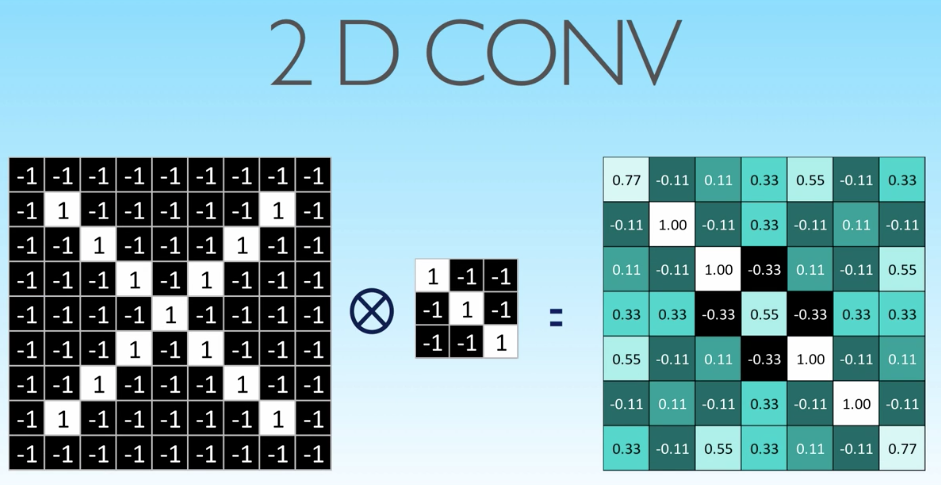 2 D CONV
-1 -1 -1 -1 -1 -1 -1 -1 -1
-1 1 -1 -1 -1 -1 -1 1 -1
-1 -1 1 -1 -1 -1 1 -1 -1
-1 -1 -1 1 -1 1 -1 -1 -1
-1 -1 -1 -1 1 -1 -1 -1 -1
-1 -1 -1 1 -1 1 -1 -1 -1
-1 -1 1 -1 -1 -1 1 -1 -1
-1 1 -1 -1 -1 -1 -1 1 -1
-1 -1 -1 -1 -1 -1 -1 -1 -1
⊗
1 -1 -1
-1 1 -1
-1 -1 1
=
0.77 -0.11 0.11 0.33 0.55 -0.11 0.33
-0.11 1.00 -0.11 0.33 -0.11 0.11 -0.11
0.11 -0.11 1.00 -0.33 0.11 -0.11 0.55
0.33 0.33 -0.33 0.55 -0.33 0.33 0.33
0.55 -0.11 0.11 -0.33 1.00 -0.11 0.11
-0.11 0.11 -0.11 0.33 -0.11 1.00 -0.11
0.33 -0.11 0.55 0.33 0.11 -0.11 0.77